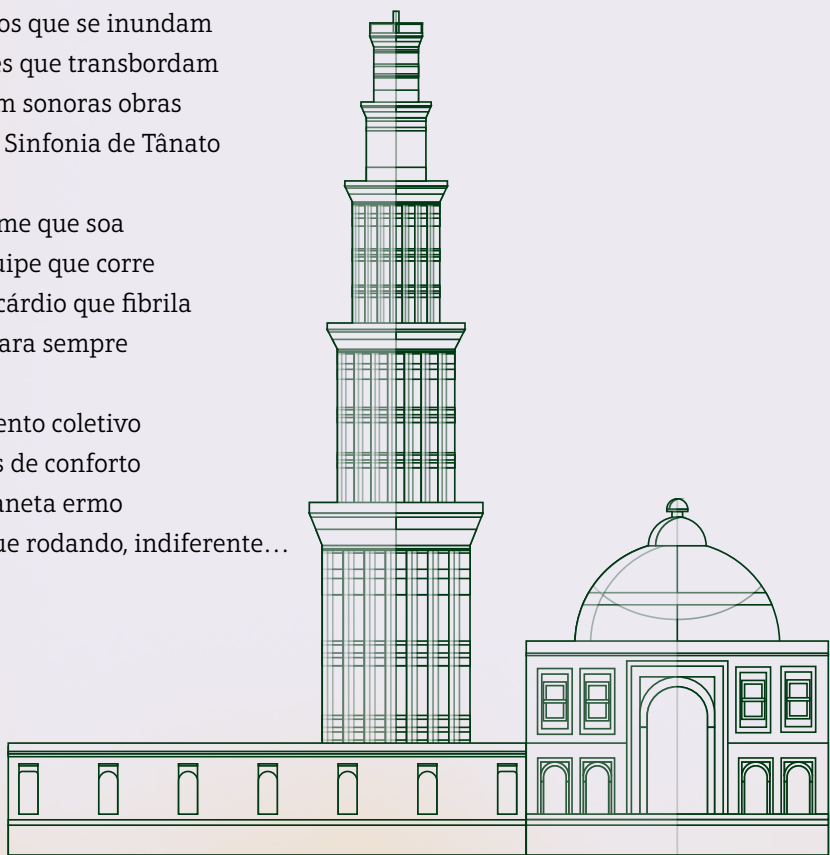 os que se inundam
es que transbordam
m sonoras obras
Sinfonia de Tânato
me que soa
uipe que corre
cárdio que fibrila
ara sempre
ento coletivo
s de conforto
aneta ermo
ue rodando, indiferente…